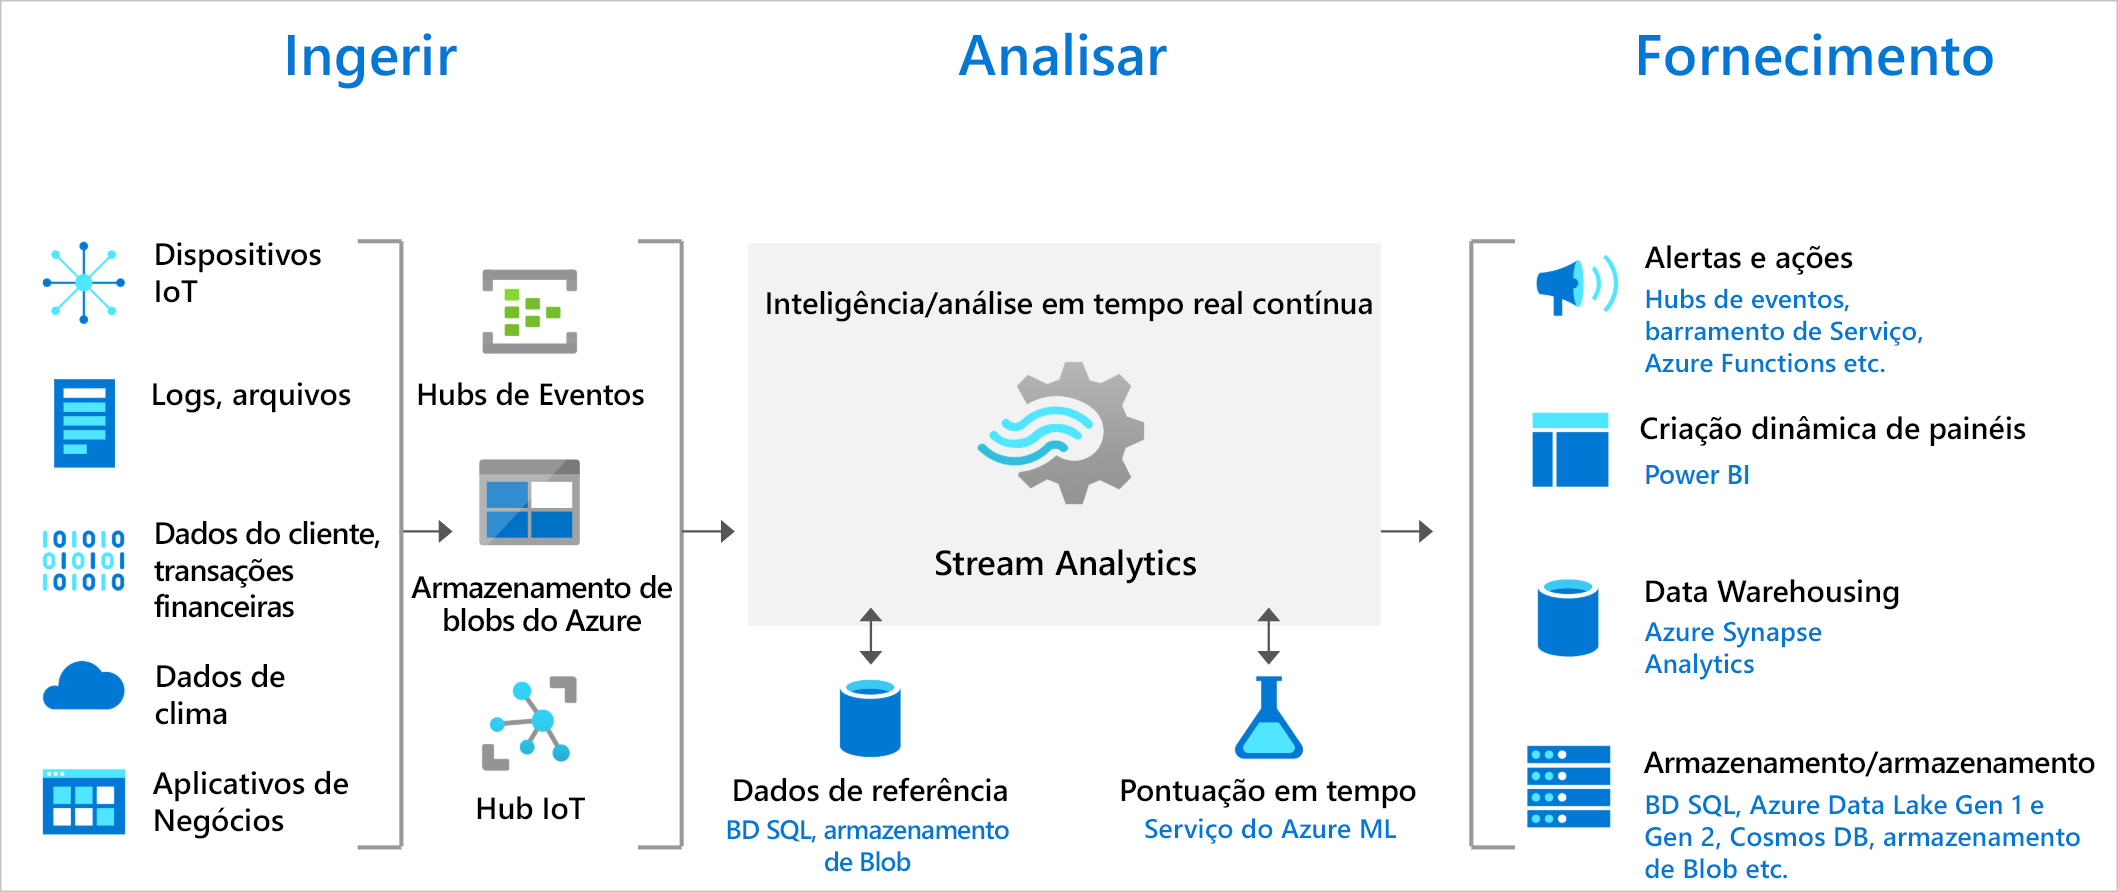 Ingerir
Analisar
Fornecimento
Dispositivos
IoT
Logs, arquivos
Dados do cliente,
transações
financeiras
Dados de
clima
Aplicativos de
Negócios
Hubs de Eventos
Armazenamento de
blobs do Azure
Hub IoT
Inteligência/análise em tempo real contínua
Stream Analytics
Dados de referência
BD SQL, armazenamento
de Blob
Pontuação em tempo
Serviço do Azure ML
Alertas e ações
Hubs de eventos,
barramento de Serviço,
Azure Functions etc.
Criação dinâmica de painéis
Power BI
Data Warehousing
Azure Synapse
Analytics
Armazenamento/armazenamento
BD SQL, Azure Data Lake Gen 1 e
Gen 2, Cosmos DB, armazenamento
de Blob etc.